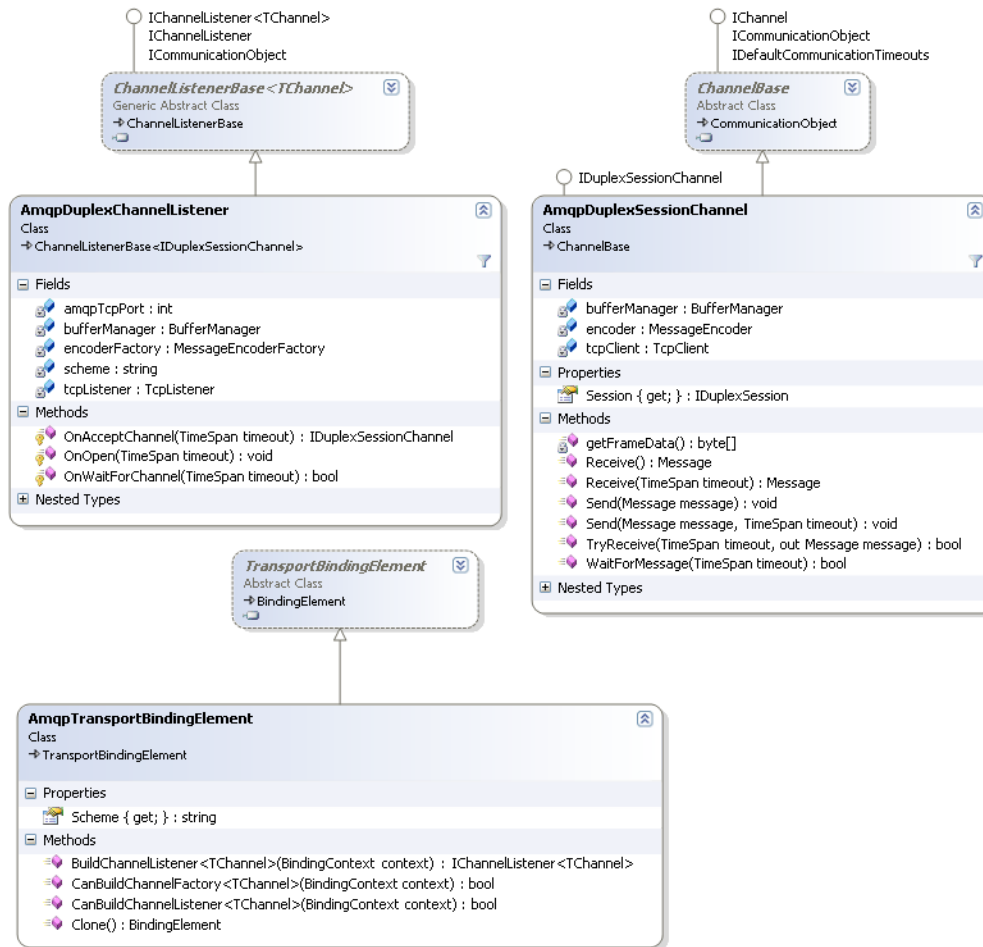 IChannelListener<TChannel>
IChannelListener
ICommunicationObject
ChannelListenerBase<TChannel>
Generic Abstract Class
ChannelListenerBase
AmqpDuplexChannelListener
Class
ChannelListenerBase<IDuplexSessionChannel>
Fields
amqpTcpPort : int
bufferManager : BufferManager
encoderFactory : MessageEncoderFactory
scheme : string
tcpListener : TcpListener
Methods
OnAcceptChannel(TimeSpan timeout) : IDuplexSessionChannel
OnOpen(TimeSpan timeout) : void
OnWaitForChannel(TimeSpan timeout) : bool
Nested Types
IChannel
ICommunicationObject
IDefaultCommunicationTimeouts
ChannelBase
Abstract Class
CommunicationObject
IDuplexSessionChannel
AmqpDuplexSessionChannel
Class
ChannelBase
Fields
bufferManager : BufferManager
encoder : MessageEncoder
tcpClient : TcpClient
Properties
Session { get; } : IDuplexSession
Methods
getFrameData() : byte[]
Receive() : Message
Receive(TimeSpan timeout) : Message
Send(Message message) : void
Send(Message message, TimeSpan timeout) : void
TryReceive(TimeSpan timeout, out Message message) : bool
WaitForMessage(TimeSpan timeout) : bool
Nested Types
TransportBindingElement
Abstract Class
BindingElement
AmqpTransportBindingElement
Class
TransportBindingElement
Properties
Scheme { get; } : string
Methods
BuildChannelListener<TChannel>(BindingContext context) : IChannelListener<TChannel>
CanBuildChannelFactory<TChannel>(BindingContext context) : bool
CanBuildChannelListener<TChannel>(BindingContext context) : bool
Clone() : BindingElement